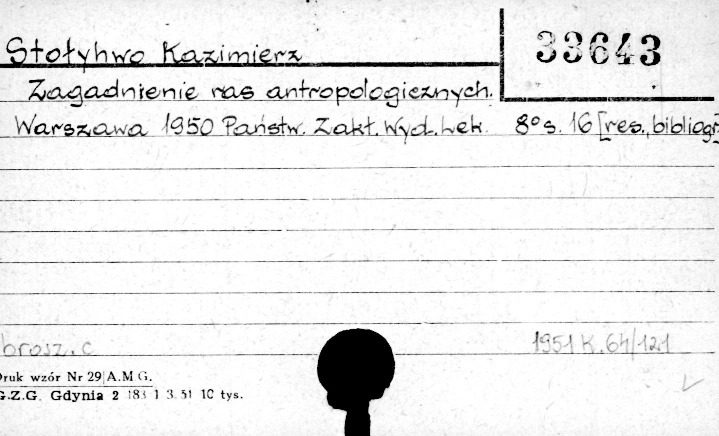 Stołyhwo Kazimierz
33643
Zagadnienie ras antropologicznych.
Warszawa 1950 Państw. Zakł. Wyd. Lek. 8° s. 16 [res., bibliogr.]
brosz. c
1951 K. 64/121
Druk wzór Nr 29 A.M G.
G.Z.G. Gdynia 2 183 1 3. 51 10 tys.